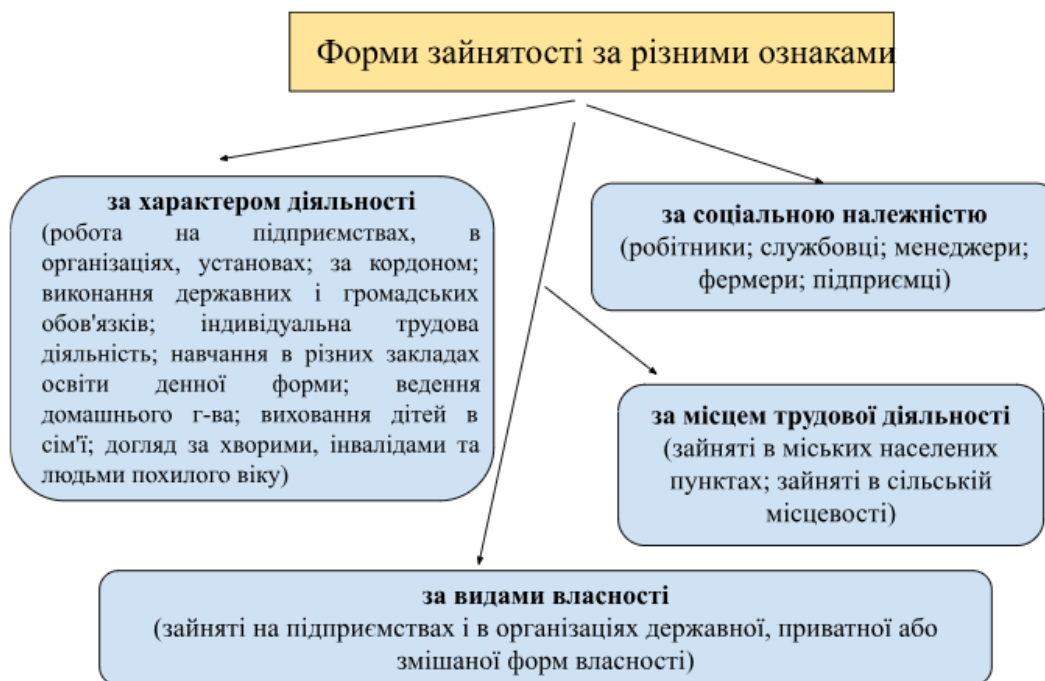 Форми зайнятості за різними ознаками
за характером діяльності
(робота на підприємствах, в
організаціях, установах; за кордоном;
виконання державних і громадських
обов'язків; індивідуальна трудова
діяльність; навчання в різних закладах
освіти денної форми; ведення
домашнього г-ва; виховання дітей в
сім'ї; догляд за хворими, інвалідами та
людьми похилого віку)
за соціальною належністю
(робітники; службовці; менеджери;
фермери; підприємці)
за місцем трудової діяльності
(зайняті в міських населених
пунктах; зайняті в сільській
місцевості)
за видами власності
(зайняті на підприємствах і в організаціях державної, приватної або
змішаної форм власності)